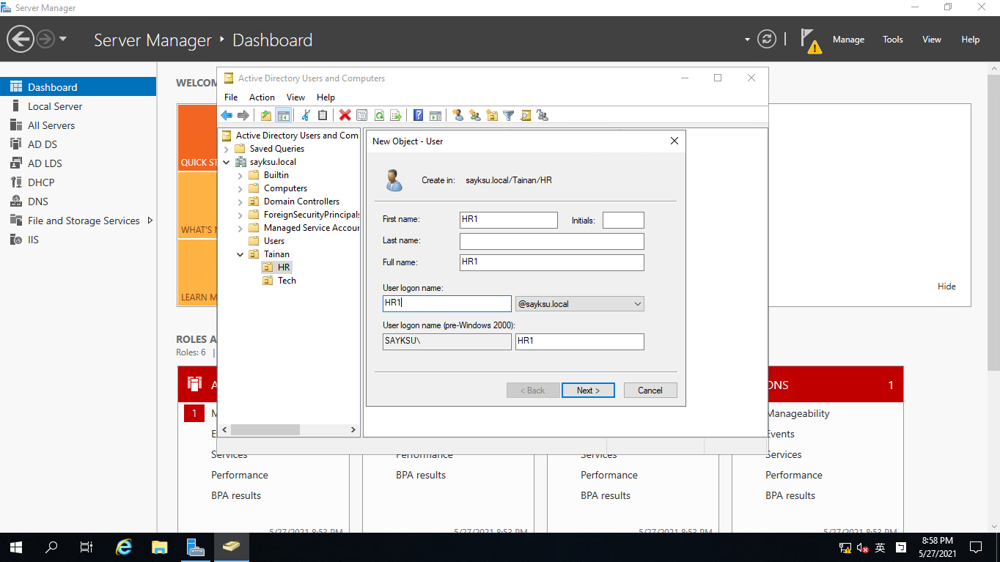 Server Manager
Server Manager
Dashboard
Manage
Tools
View
Help
Dashboard
Local Server
All Servers
AD DS
AD LDS
DHCP
DNS
File and Storage Services
IIS
WELCOM
QUICK ST
WHAT'S N
LEARN M
Hide
Active Directory Users and Computers
File
Action
View
Help
Active Directory Users and Com
Saved Queries
sayksu.local
Builtin
Computers
Domain Controllers
ForeignSecurityPrincipals
Managed Service Accour
Users
Tainan
HR
Tech
New Object - User
Create in: sayksu.local/Tainan/HR
First name: HR1 Initials:
Last name:
Full name: HR1
User logon name:
HR1 @sayksu.local
User logon name (pre-Windows 2000):
SAYKSU\ HR1
< Back
Next >
Cancel
ROLES A
Roles: 6 |
A
1 M
E
Services
Performance
BPA results
5/27/2021 8:53 PM
Performance
BPA results
5/27/2021 8:53 PM
Services
Performance
BPA results
5/27/2021 8:53 PM
DNS 1
Manageability
Events
Services
Performance
BPA results
5/27/2021 8:53 PM
英
8:58 PM
5/27/2021